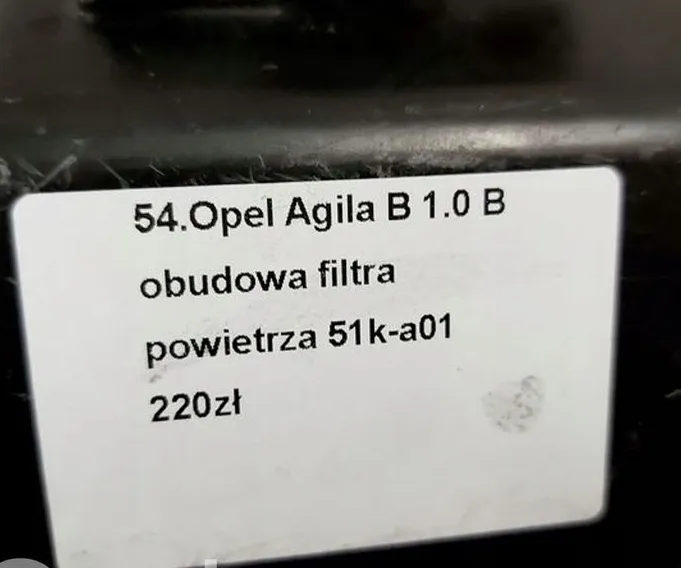 54.Opel Agila B 1.0 B
obudowa filtra
powietrza 51k-a01
220zł